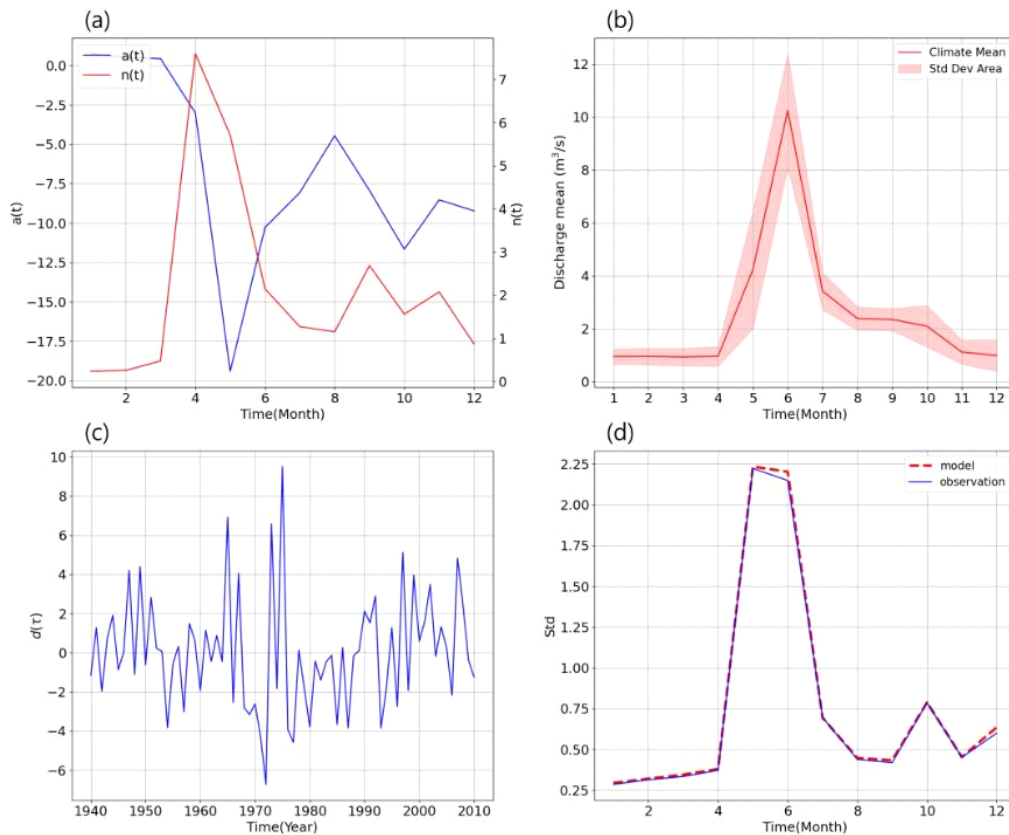 (a)
a(t)
n(t)
0.0
−2.5
−5.0
−7.5
−10.0
−12.5
−15.0
−17.5
−20.0
a(t)
7
6
5
4
3
2
1
0
n(t)
2 4 6 8 10 12
Time(Month)
(b)
Climate Mean
Std Dev Area
12
10
8
6
4
2
0
Discharge mean (m³/s)
1 2 3 4 5 6 7 8 9 10 11 12
Time(Month)
(c)
10
8
6
4
2
0
−2
−4
−6
d(τ)
1940 1950 1960 1970 1980 1990 2000 2010
Time(Year)
(d)
model
observation
2.25
2.00
1.75
1.50
1.25
1.00
0.75
0.50
0.25
Std
2 4 6 8 10 12
Time(Month)